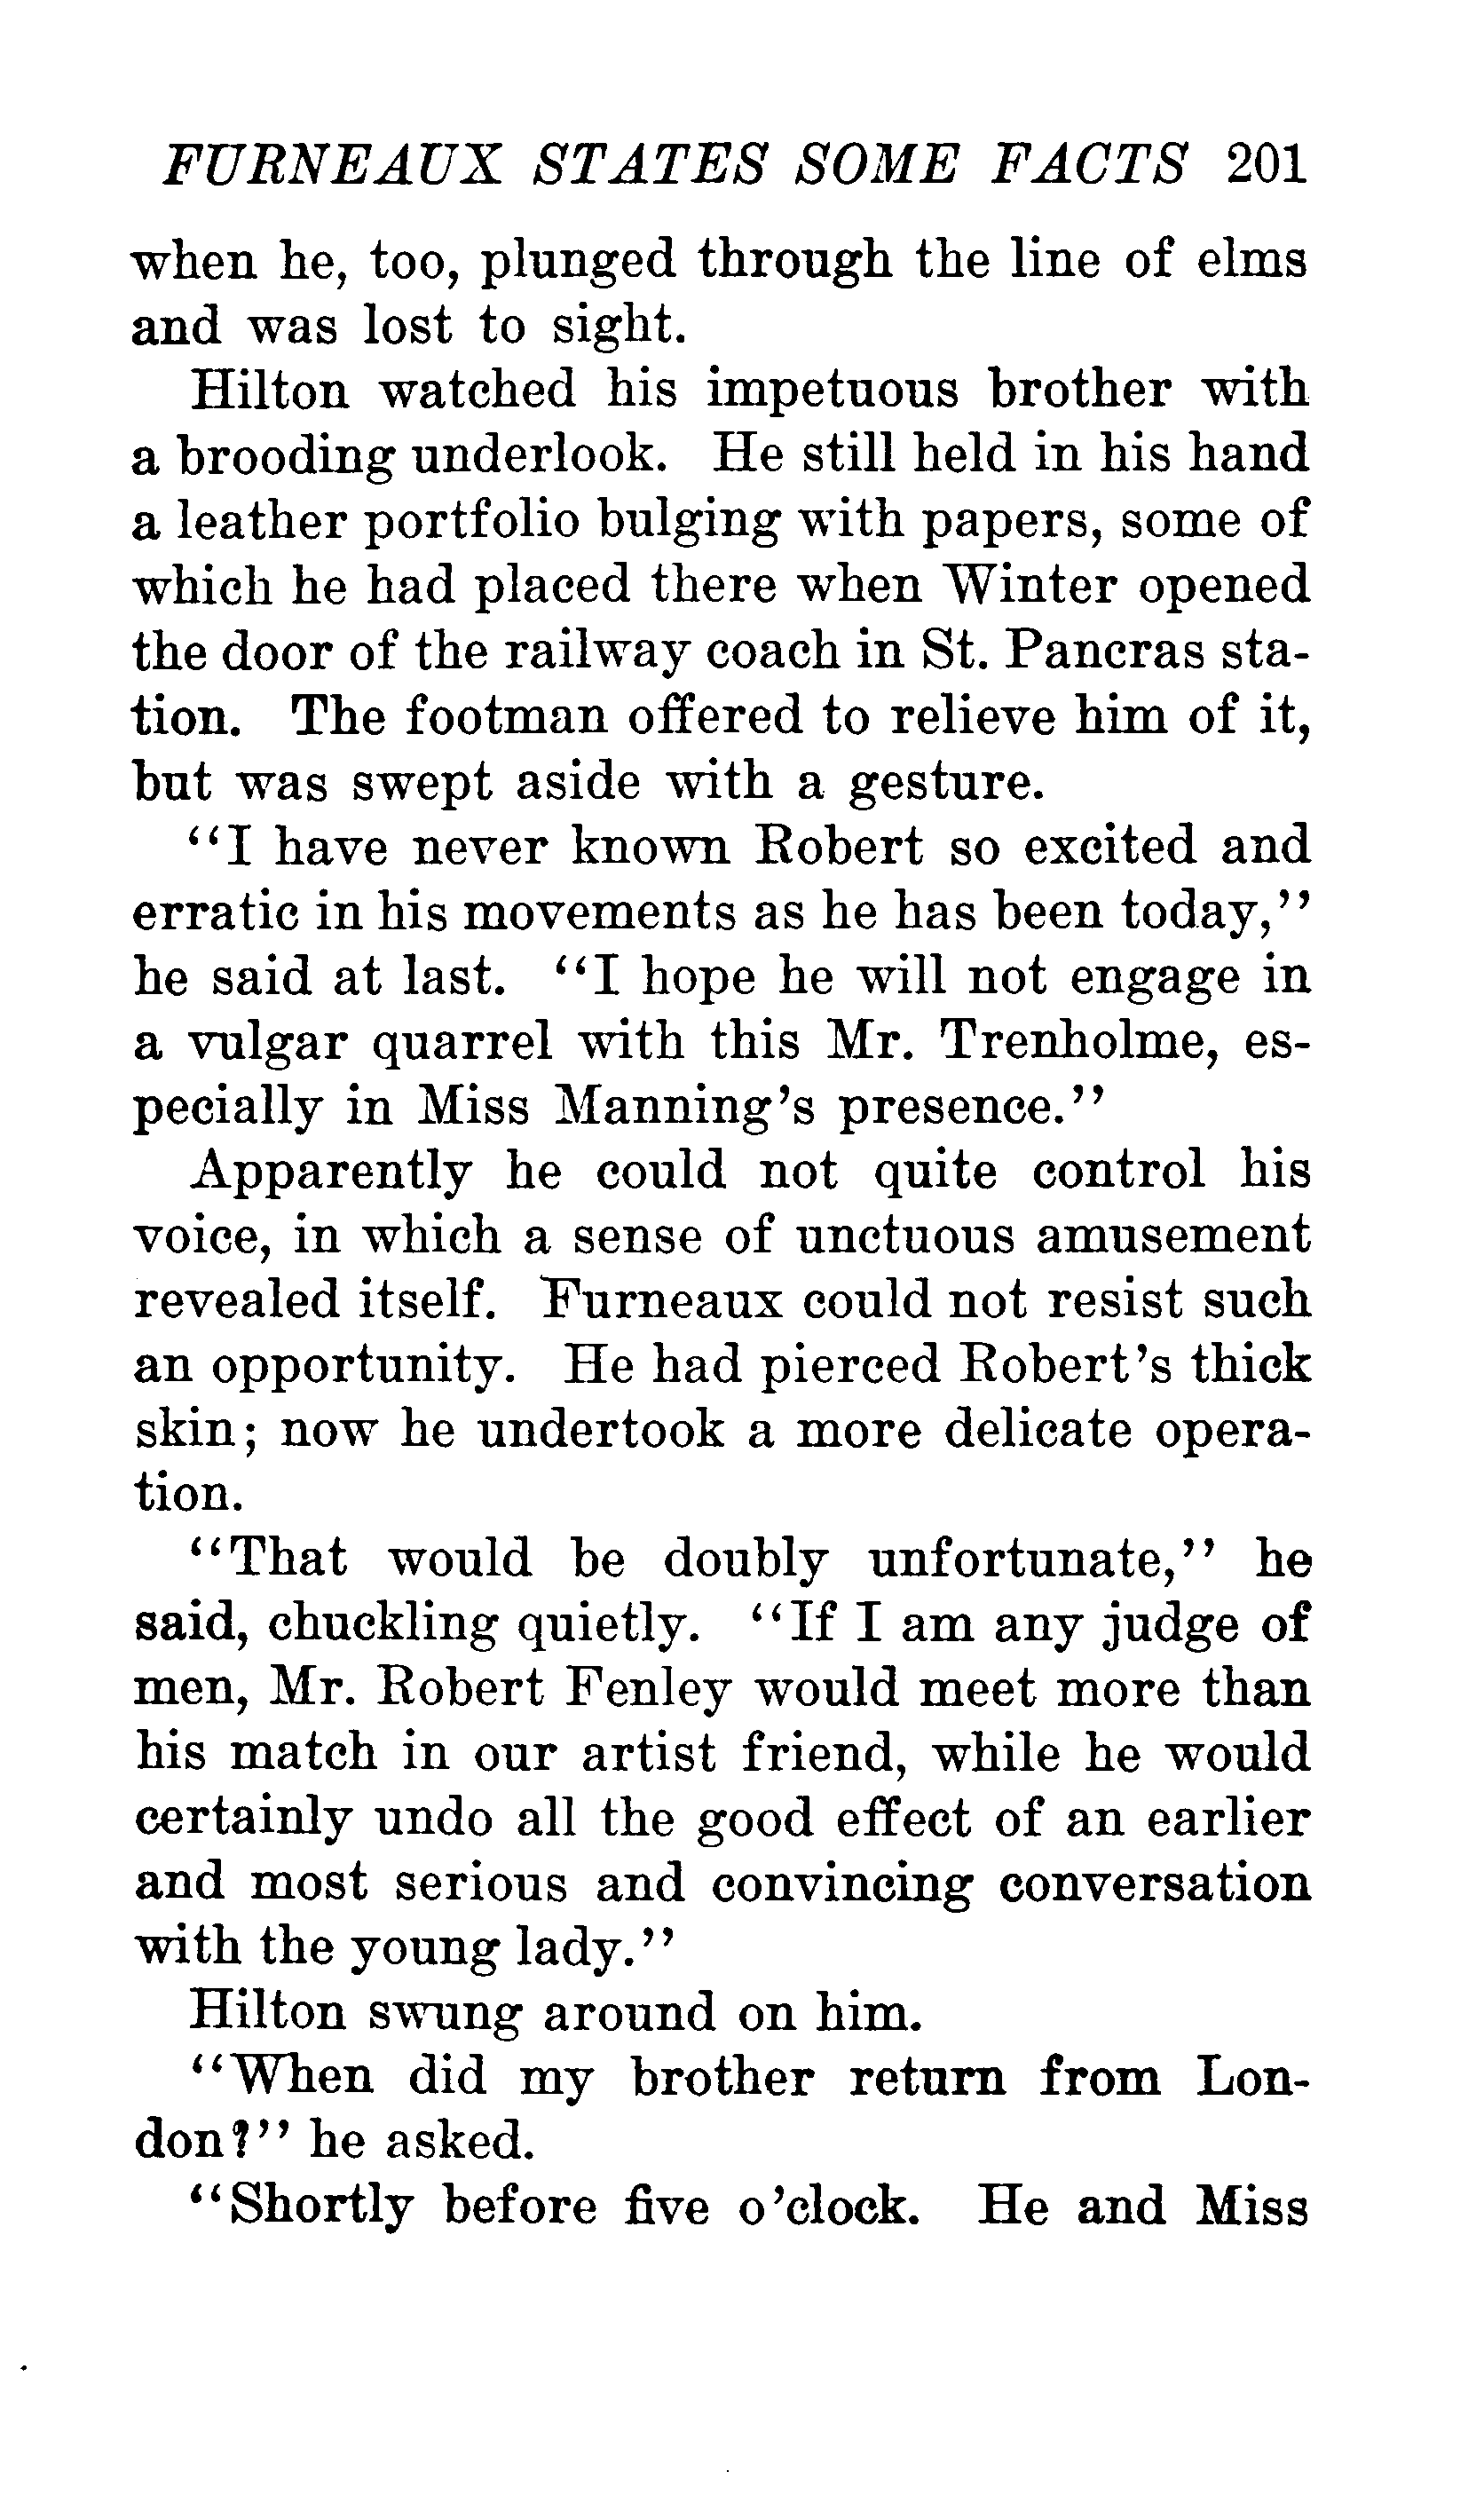 FURNEAUX STATES SOME FACTS 201
when he, too, plunged through the line of elms
and was lost to sight.
Hilton watched his impetuous brother with
a brooding underlook. He still held in his hand
a leather portfolio bulging with papers, some of
which he had placed there when Winter opened
the door of the railway coach in St. Pancras sta-
tion. The footman offered to relieve him of it,
but was swept aside with a gesture.
"I have never known Robert so excited and
erratic in his movements as he has been today,"
he said at last. "I hope he will not engage in
a vulgar quarrel with this Mr. Trenholme, es-
pecially in Miss Manning's presence."
Apparently he could not quite control his
voice, in which a sense of unctuous amusement
revealed itself. Furneaux could not resist such
an opportunity. He had pierced Robert's thick
skin; now he undertook a more delicate opera-
tion.
"That would be doubly unfortunate," he
said, chuckling quietly. "If I am any judge of
men, Mr. Robert Fenley would meet more than
his match in our artist friend, while he would
certainly undo all the good effect of an earlier
and most serious and convincing conversation
with the young lady."
Hilton swung around on him.
"When did my brother return from Lon-
don?" he asked.
"Shortly before five o'clock. He and Miss